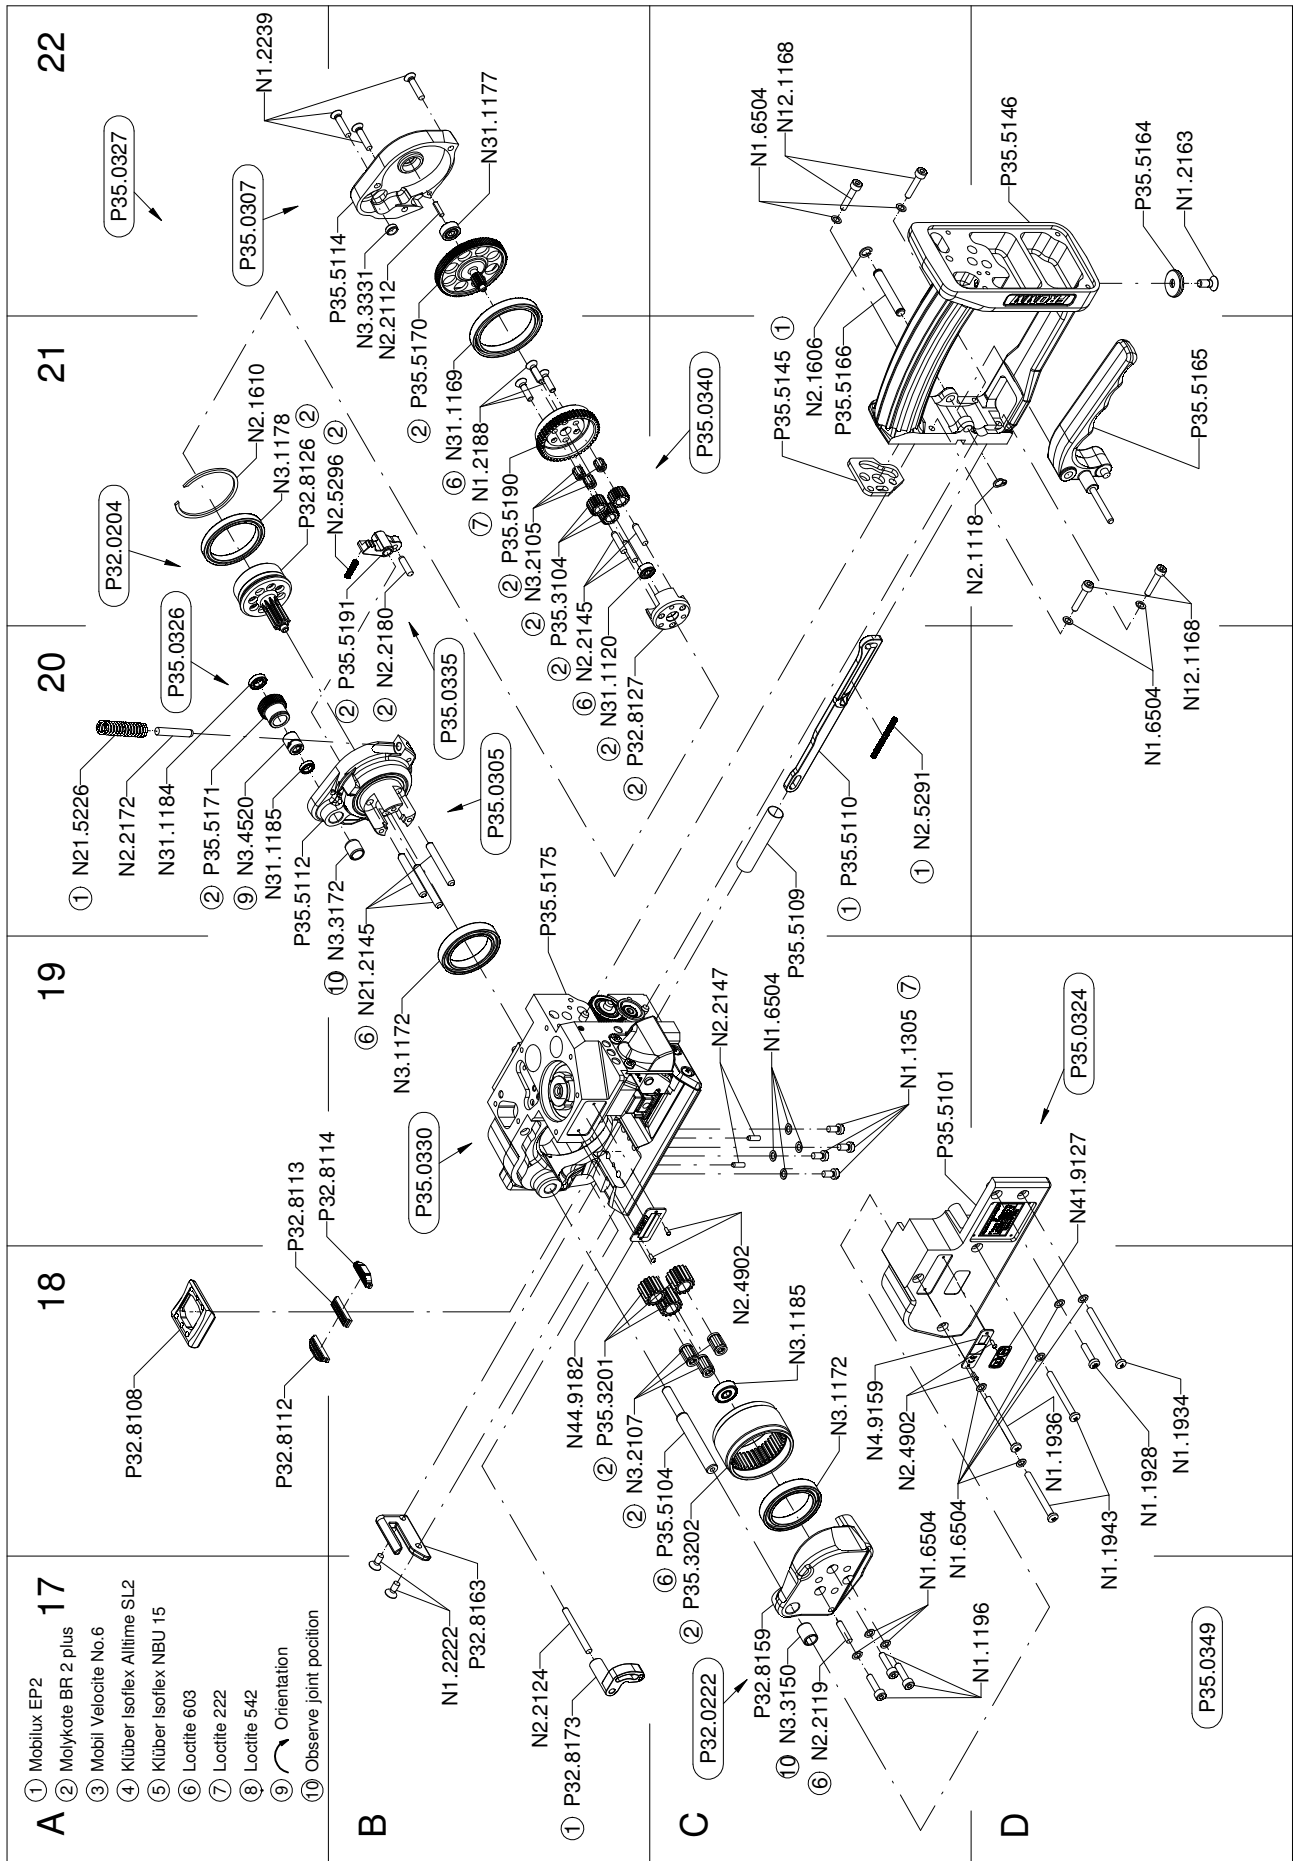 A
B
C
D
17
18
19
20
21
22
① Mobilux EP2
② Molykote BR 2 plus
③ Mobil Velocite No.6
④ Klüber Isoflex Alltime SL2
⑤ Klüber Isoflex NBU 15
⑥ Loctite 603
⑦ Loctite 222
⑧ Loctite 542
⑨ Orientation
⑩ Observe joint position
P32.8108
P32.8112
P32.8113
P32.8114
① N21.5226
N2.2172
N31.1184
② P35.5171
⑨ N3.4520
N31.1185
P35.5112
⑩ N3.3172
⑥ N21.2145
N3.1172
P35.0326
P32.0204
N2.1610
N3.1178
P32.8126 ②
N2.5296 ②
② P35.5191
② N2.2180
P35.0335
P35.0305
P35.0327
P35.0307
N1.2239
P35.5114
N3.3331
N2.2112
N31.1177
② P35.5170
⑥ N31.1169
⑦ N1.2188
② P35.5190
② N3.2105
② P35.3104
⑥ N2.2145
② N31.1120
② P32.8127
P35.0340
N1.2222
P32.8163
N2.2124
① P32.8173
P35.0330
P35.5175
N44.9182
② P35.3201
② N3.2107
⑥ P35.5104
② P35.3202
N2.4902
N3.1185
N3.1172
P32.0222
P32.8159
⑩ N3.3150
⑥ N2.2119
N1.6504
N1.1196
N2.2147
N1.6504
N1.1305 ⑦
P35.5109
① P35.5110
① N2.5291
N1.6504
N12.1168
P35.5145 ①
N2.1606
P35.5166
P35.5146
FROMM
P35.5164
N1.2163
P35.5165
N2.1118
N1.6504
N12.1168
P35.0324
P35.5101
N41.9127
N4.9159
N2.4902
N1.6504
N1.1936
N1.1943
N1.1928
N1.1934
P35.0349